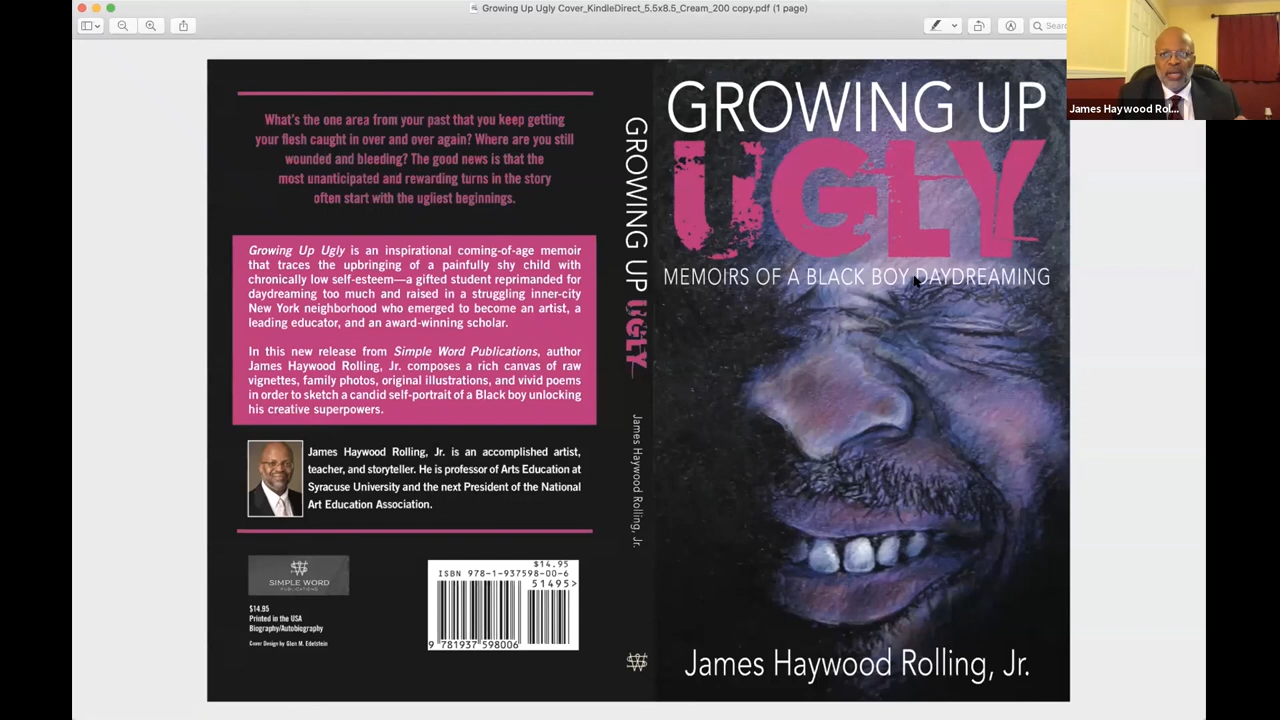 Growing Up Ugly Cover_KindleDirect_5.5x8.5_Cream_200 copy.pdf (1 page)
Sear
James Haywood Rol...
What's the one area from your past that you keep getting
your flesh caught in over and over again? Where are you still
wounded and bleeding? The good news is that the
most unanticipated and rewarding turns in the story
often start with the ugliest beginnings.
Growing Up Ugly is an inspirational coming-of-age memoir
that traces the upbringing of a painfully shy child with
chronically low self-esteem—a gifted student reprimanded for
daydreaming too much and raised in a struggling inner-city
New York neighborhood who emerged to become an artist, a
leading educator, and an award-winning scholar.
In this new release from Simple Word Publications, author
James Haywood Rolling, Jr. composes a rich canvas of raw
vignettes, family photos, original illustrations, and vivid poems
in order to sketch a candid self-portrait of a Black boy unlocking
his creative superpowers.
James Haywood Rolling, Jr. is an accomplished artist,
teacher, and storyteller. He is professor of Arts Education at
Syracuse University and the next President of the National
Art Education Association.
SIMPLE WORD
PUBLICATIONS
$14.95
Printed in the USA
Biography/Autobiography
Cover Design by Glen M. Edelstein
$14.95
ISBN 978-1-937598-00-6
51495>
9 781937 598006
GROWING UP UGLY
James Haywood Rolling, Jr.
GROWING UP
UGLY
MEMOIRS OF A BLACK BOY DAYDREAMING
James Haywood Rolling, Jr.